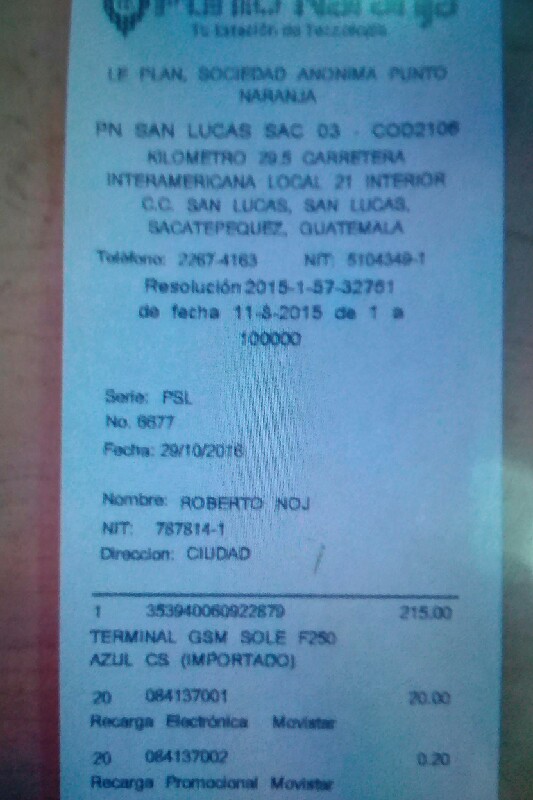 Punto Naranja
Tu Estación de Tecnología
LE PLAN, SOCIEDAD ANONIMA PUNTO
NARANJA
PN SAN LUCAS SAC 03 - COD2106
KILOMETRO 29.5 CARRETERA
INTERAMERICANA LOCAL 21 INTERIOR
C.C. SAN LUCAS, SAN LUCAS,
SACATEPEQUEZ, GUATEMALA
Teléfono: 2267-4163 NIT: 5104349-1
Resolución 2015-1-57-32761
de fecha 11-8-2015 de 1 a
100000
Serie: PSL
No. 6677
Fecha: 29/10/2016
Nombre: ROBERTO NOJ
NIT: 787814-1
Direccion: CIUDAD
1 353940060922879 215.00
TERMINAL GSM SOLE F250
AZUL CS (IMPORTADO)
20 084137001 20.00
Recarga Electrónica Movistar
20 084137002 0.20
Recarga Promocional Movistar